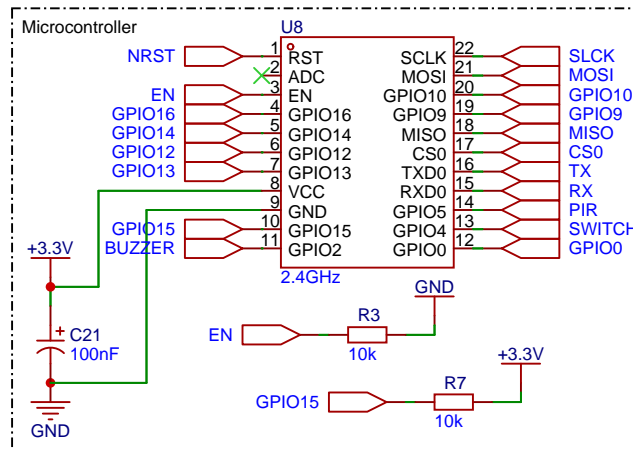 Microcontroller
U8
NRST 1 RST SCLK 22 SLCK
2 ADC MOSI 21 MOSI
EN 3 EN GPIO10 20 GPIO10
GPIO16 4 GPIO16 GPIO9 19 GPIO9
GPIO14 5 GPIO14 MISO 18 MISO
GPIO12 6 GPIO12 CS0 17 CS0
GPIO13 7 GPIO13 TXD0 16 TX
8 VCC RXD0 15 RX
9 GND GPIO5 14 PIR
GPIO15 10 GPIO15 GPIO4 13 SWITCH
BUZZER 11 GPIO2 GPIO0 12 GPIO0
2.4GHz
+3.3V
+ C21
100nF
GND
GND
EN R3
10k
+3.3V
GPIO15 R7
10k